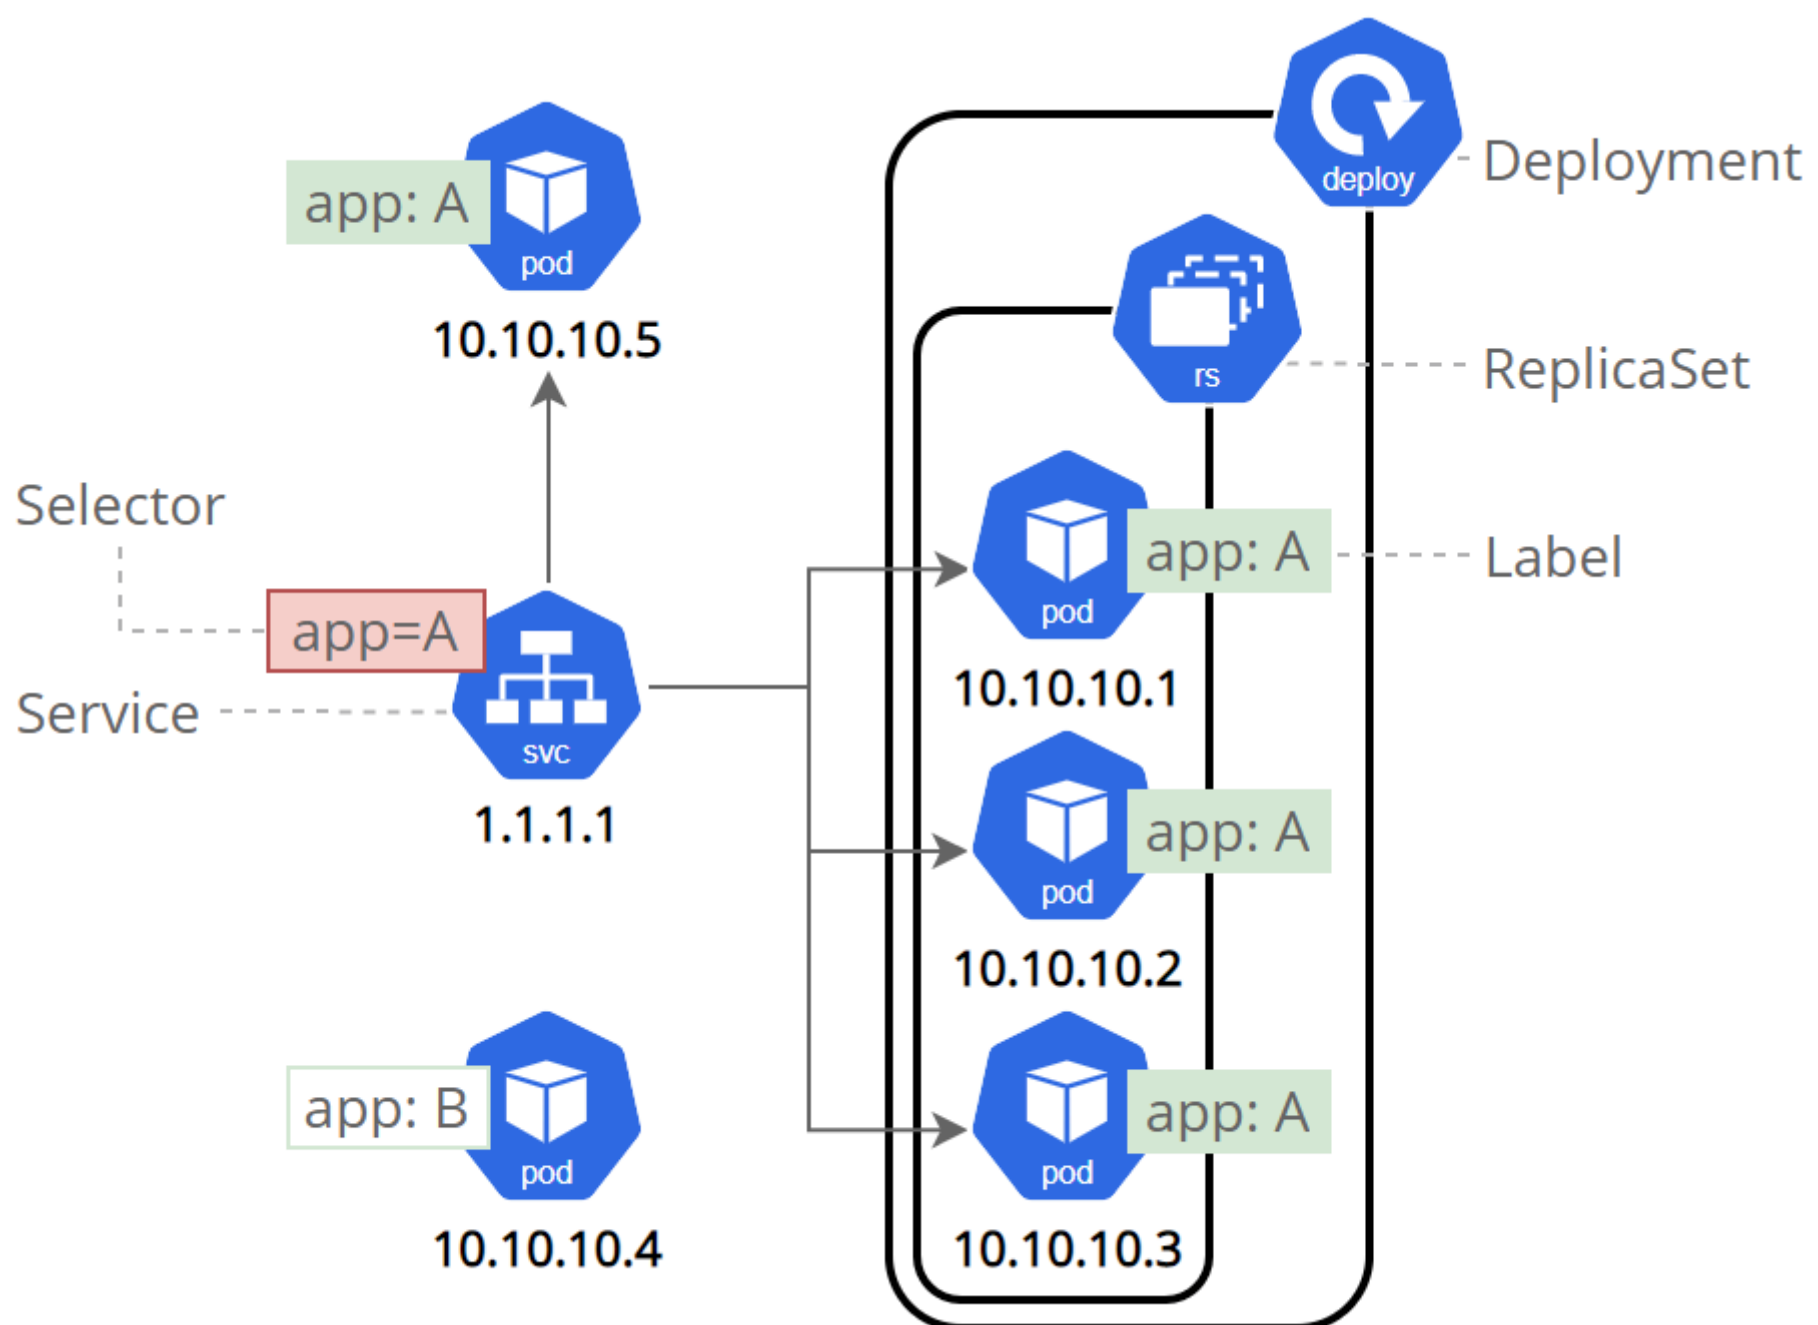 deploy
Deployment
app: A
pod
10.10.10.5
rs
ReplicaSet
Selector
app=A
Service
svc
1.1.1.1
pod
app: A
Label
10.10.10.1
pod
app: A
10.10.10.2
app: B
pod
10.10.10.4
pod
app: A
10.10.10.3